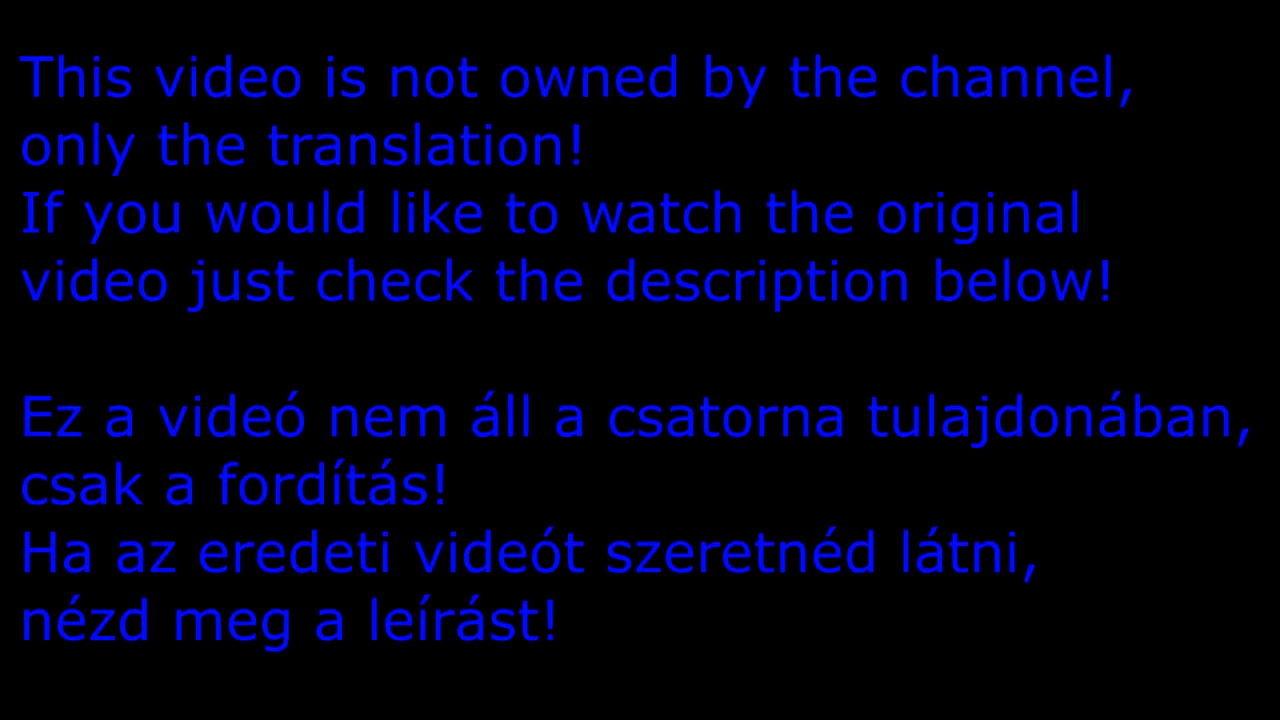 This video is not owned by the channel,
only the translation!
If you would like to watch the original
video just check the description below!
Ez a videó nem áll a csatorna tulajdonában,
csak a fordítás!
Ha az eredeti videót szeretnéd látni,
nézd meg a leírást!